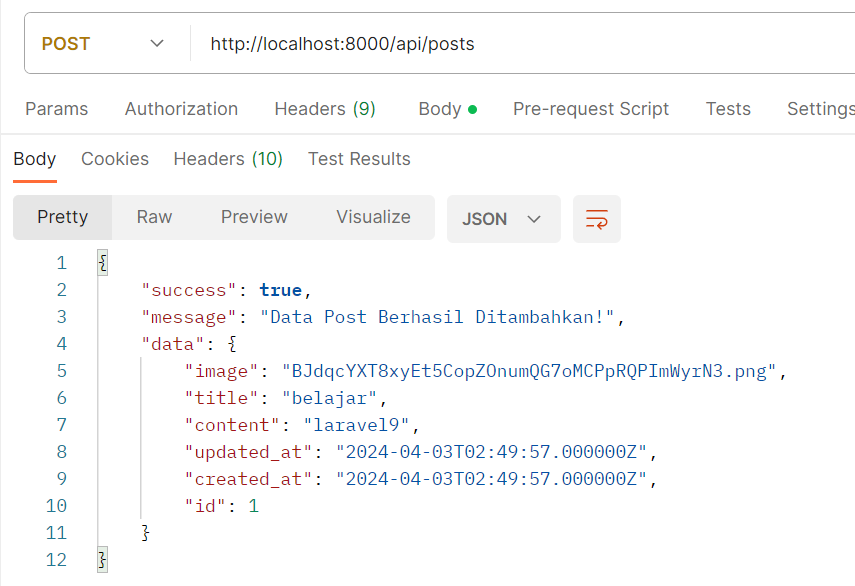 POST http://localhost:8000/api/posts
Params Authorization Headers (9) Body Pre-request Script Tests Settings
Body Cookies Headers (10) Test Results
Pretty Raw Preview Visualize JSON
1 {
2 "success": true,
3 "message": "Data Post Berhasil Ditambahkan!",
4 "data": {
5 "image": "BJdqcYXT8xyEt5CopZOnumQG7oMCPpRQPImWyrN3.png",
6 "title": "belajar",
7 "content": "laravel9",
8 "updated_at": "2024-04-03T02:49:57.000000Z",
9 "created_at": "2024-04-03T02:49:57.000000Z",
10 "id": 1
11 }
12 }